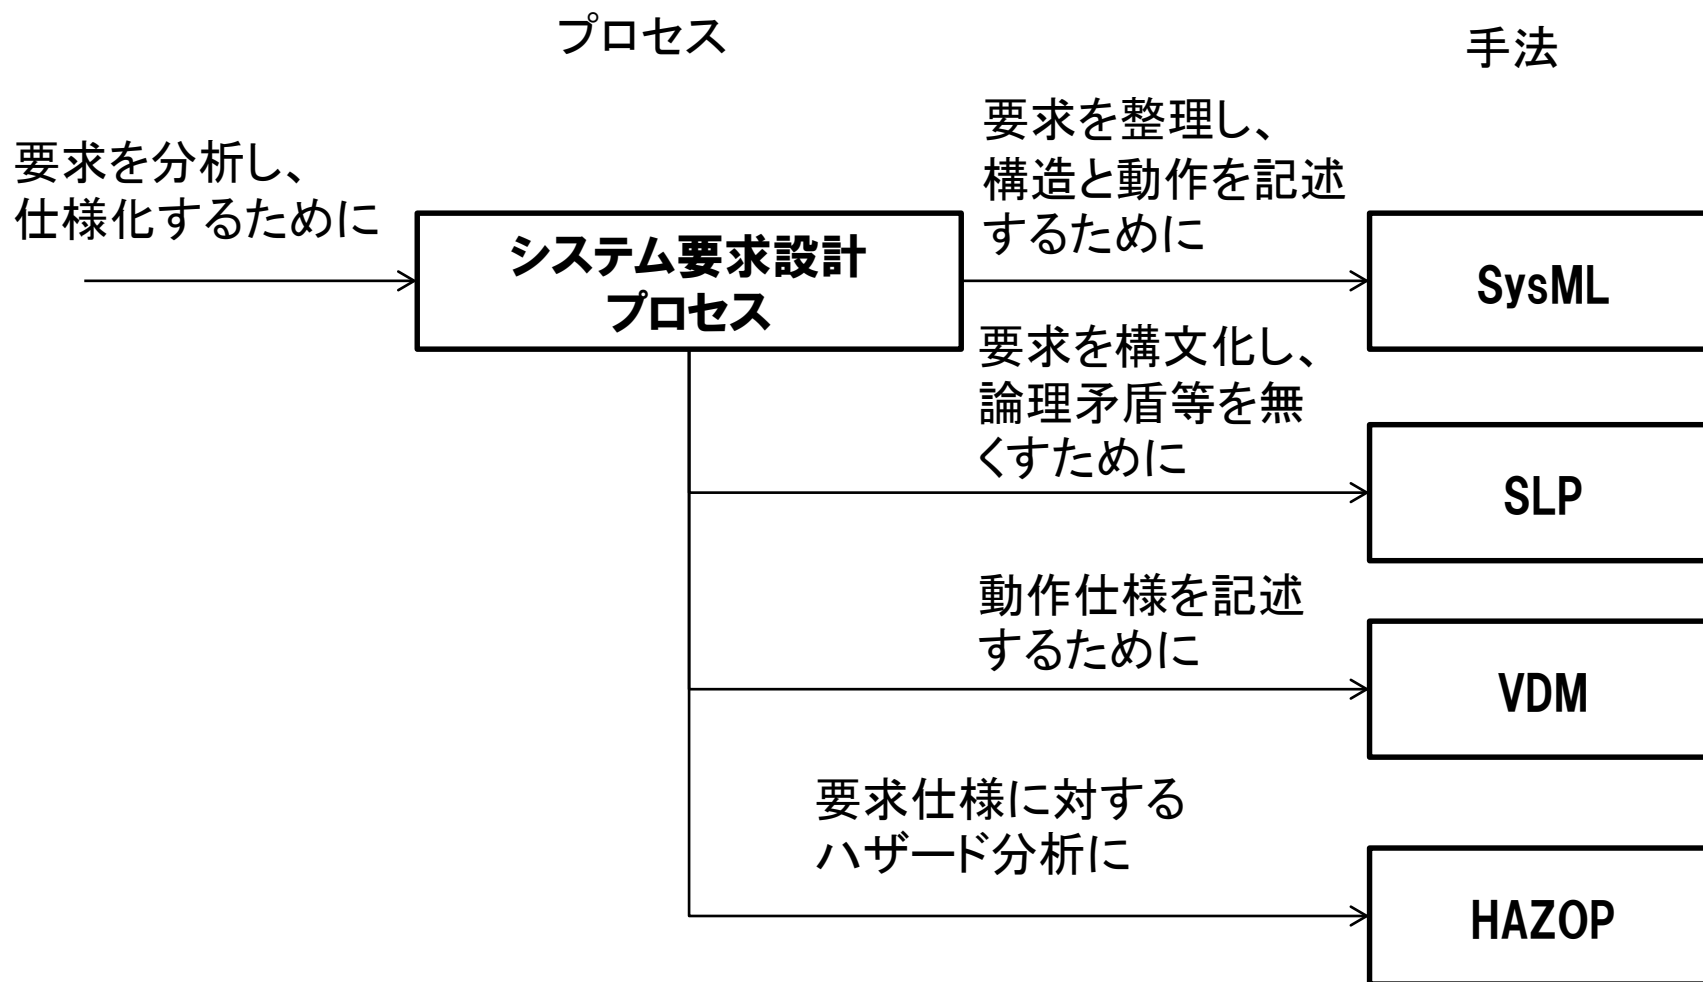 プロセス
手法
要求を分析し、
仕様化するために
システム要求設計
プロセス
要求を整理し、
構造と動作を記述
するために
SysML
要求を構文化し、
論理矛盾等を無
くすために
SLP
動作仕様を記述
するために
VDM
要求仕様に対する
ハザード分析に
HAZOP